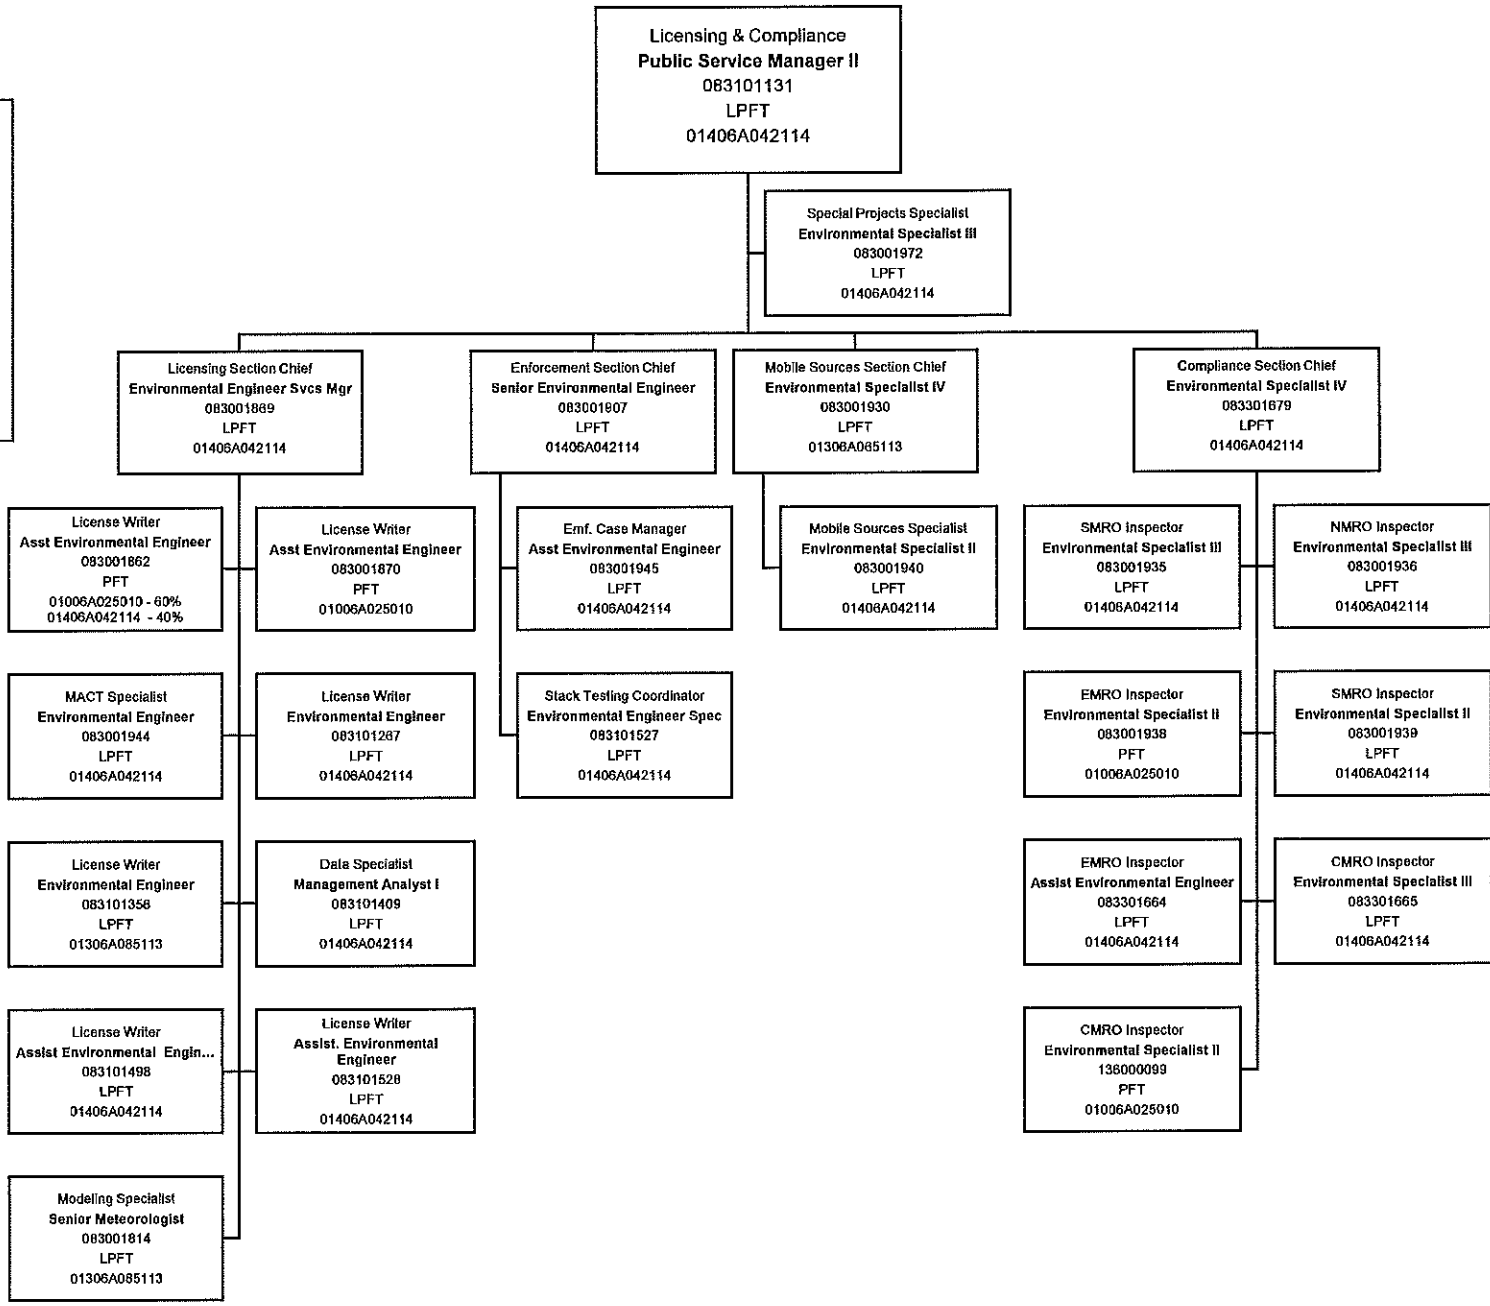 Licensing & Compliance
Public Service Manager II
083101131
LPFT
01406A042114
Special Projects Specialist
Environmental Specialist III
083001972
LPFT
01406A042114
Licensing Section Chief
Environmental Engineer Svcs Mgr
083001869
LPFT
01406A042114
Enforcement Section Chief
Senior Environmental Engineer
083001907
LPFT
01406A042114
Mobile Sources Section Chief
Environmental Specialist IV
083001930
LPFT
01306A085113
Compliance Section Chief
Environmental Specialist IV
083301679
LPFT
01406A042114
License Writer
Asst Environmental Engineer
083001862
PFT
01006A025010 - 60%
01406A042114 - 40%
License Writer
Asst Environmental Engineer
083001870
PFT
01006A025010
Emf. Case Manager
Asst Environmental Engineer
083001945
LPFT
01406A042114
Mobile Sources Specialist
Environmental Specialist II
083001940
LPFT
01406A042114
SMRO Inspector
Environmental Specialist III
083001935
LPFT
01406A042114
NMRO Inspector
Environmental Specialist III
083001936
LPFT
01406A042114
MACT Specialist
Environmental Engineer
083001944
LPFT
01406A042114
License Writer
Environmental Engineer
083101267
LPFT
01406A042114
Stack Testing Coordinator
Environmental Engineer Spec
083101527
LPFT
01406A042114
EMRO Inspector
Environmental Specialist II
083001938
PFT
01006A025010
SMRO Inspector
Environmental Specialist II
083001939
LPFT
01406A042114
License Writer
Environmental Engineer
083101356
LPFT
01306A085113
Data Specialist
Management Analyst I
083101409
LPFT
01406A042114
EMRO Inspector
Assist Environmental Engineer
083301664
LPFT
01406A042114
CMRO Inspector
Environmental Specialist III
083301665
LPFT
01406A042114
License Writer
Assist Environmental Engin...
083101498
LPFT
01406A042114
License Writer
Assist. Environmental
Engineer
083101528
LPFT
01406A042114
CMRO Inspector
Environmental Specialist II
136000099
PFT
01006A025010
Modeling Specialist
Senior Meteorologist
083001814
LPFT
01306A085113